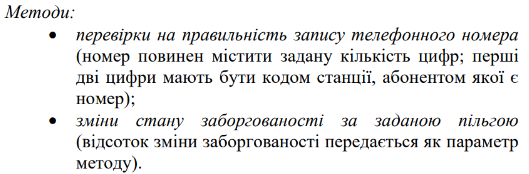 Методи:
• перевірки на правильність запису телефонного номера
(номер повинен містити задану кількість цифр; перші
дві цифри мають бути кодом станції, абонентом якої є
номер);
• зміни стану заборгованості за заданою пільгою
(відсоток зміни заборгованості передається як параметр
методу).